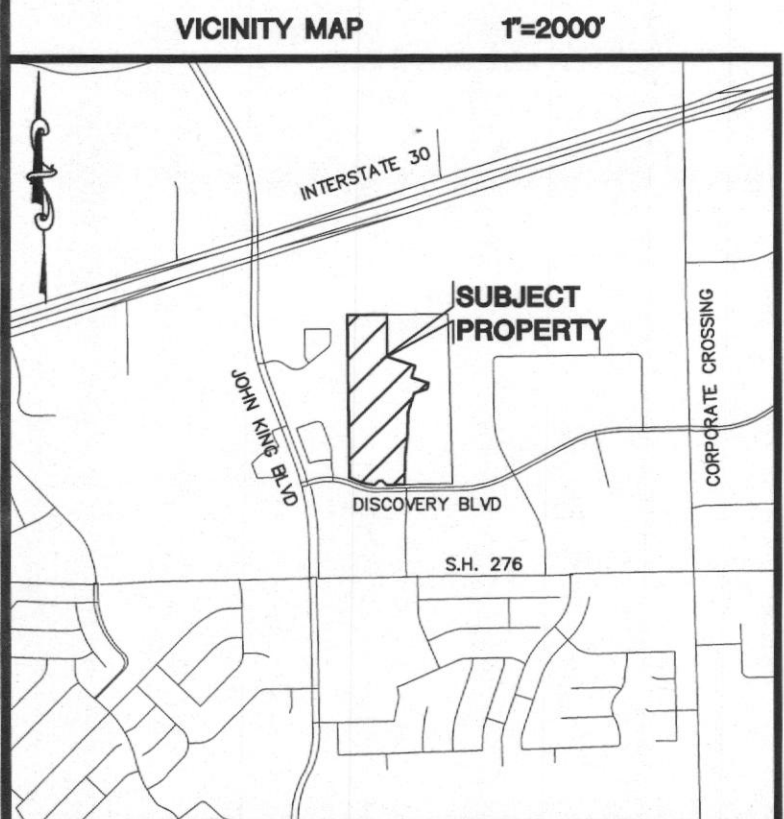 VICINITY MAP 1"=2000'
INTERSTATE 30
SUBJECT
PROPERTY
JOHN KING BLVD
CORPORATE CROSSING
DISCOVERY BLVD
S.H. 276